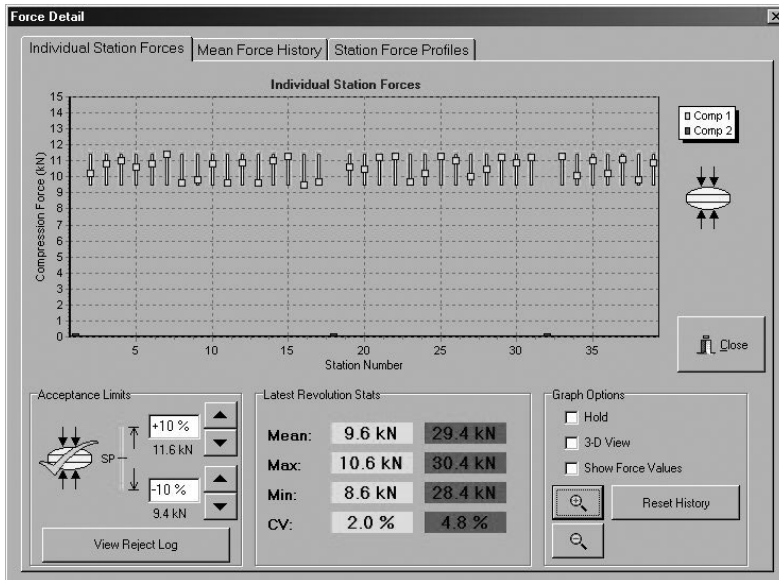 Force Detail
Individual Station Forces Mean Force History Station Force Profiles
Individual Station Forces
15
14
13
12
11
10
9
8
7
6
5
4
3
2
1
0
Compression Force (kN)
5 10 15 20 25 30 35
Station Number
Comp 1
Comp 2
Close
Acceptance Limits
+10 %
11.6 kN
SP
-10 %
9.4 kN
View Reject Log
Latest Revolution Stats
Mean: 9.6 kN 29.4 kN
Max: 10.6 kN 30.4 kN
Min: 8.6 kN 28.4 kN
CV: 2.0 % 4.8 %
Graph Options
Hold
3-D View
Show Force Values
Reset History